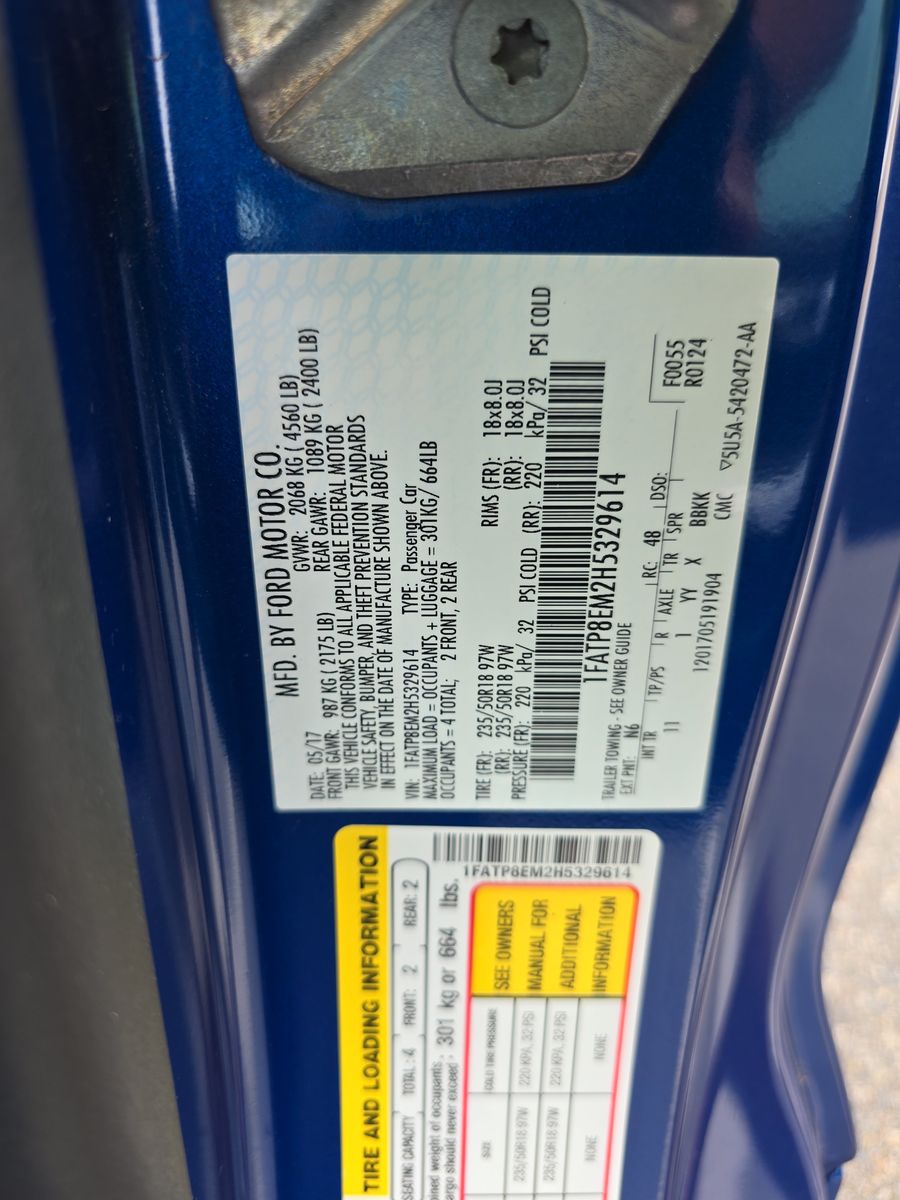 MFD. BY FORD MOTOR CO.
DATE: 05/17 GVWR: 2068 KG ( 4560 LB)
FRONT GAWR: 987 KG ( 2175 LB) REAR GAWR: 1089 KG ( 2400 LB)
THIS VEHICLE CONFORMS TO ALL APPLICABLE FEDERAL MOTOR
VEHICLE SAFETY, BUMPER, AND THEFT PREVENTION STANDARDS
IN EFFECT ON THE DATE OF MANUFACTURE SHOWN ABOVE.
VIN: 1FATP8EM2H5329614 TYPE: Passenger Car
MAXIMUM LOAD = OCCUPANTS + LUGGAGE = 301KG/ 664LB
OCCUPANTS = 4 TOTAL: 2 FRONT, 2 REAR
TIRE (FR): 235/50R18 97W RIMS (FR): 18x8.0J
(RR): 235/50R18 97W (RR): 18x8.0J
PRESSURE (FR): 220 kPa/ 32 PSI COLD (RR): 220 kPa/ 32 PSI COLD
1FATP8EM2H5329614
TRAILER TOWING - SEE OWNER GUIDE
EXT PNT: N6 RC: 48 DSO: F0055
INT TR TP/PS R AXLE TR SPR R0124
11 1 YY X BBKK
1201705191904 CMC ▽5U5A-5420472-AA
TIRE AND LOADING INFORMATION
SEATING CAPACITY TOTAL : 4 FRONT: 2 REAR: 2
weight of occupants
should never exceed : 301 kg or 664 lbs.
1FATP8EM2H5329614
SIZE COLD TIRE PRESSURE
235/50R18 97W 220 KPA, 32 PSI
235/50R18 97W 220 KPA, 32 PSI
NONE NONE
SEE OWNERS
MANUAL FOR
ADDITIONAL
INFORMATION